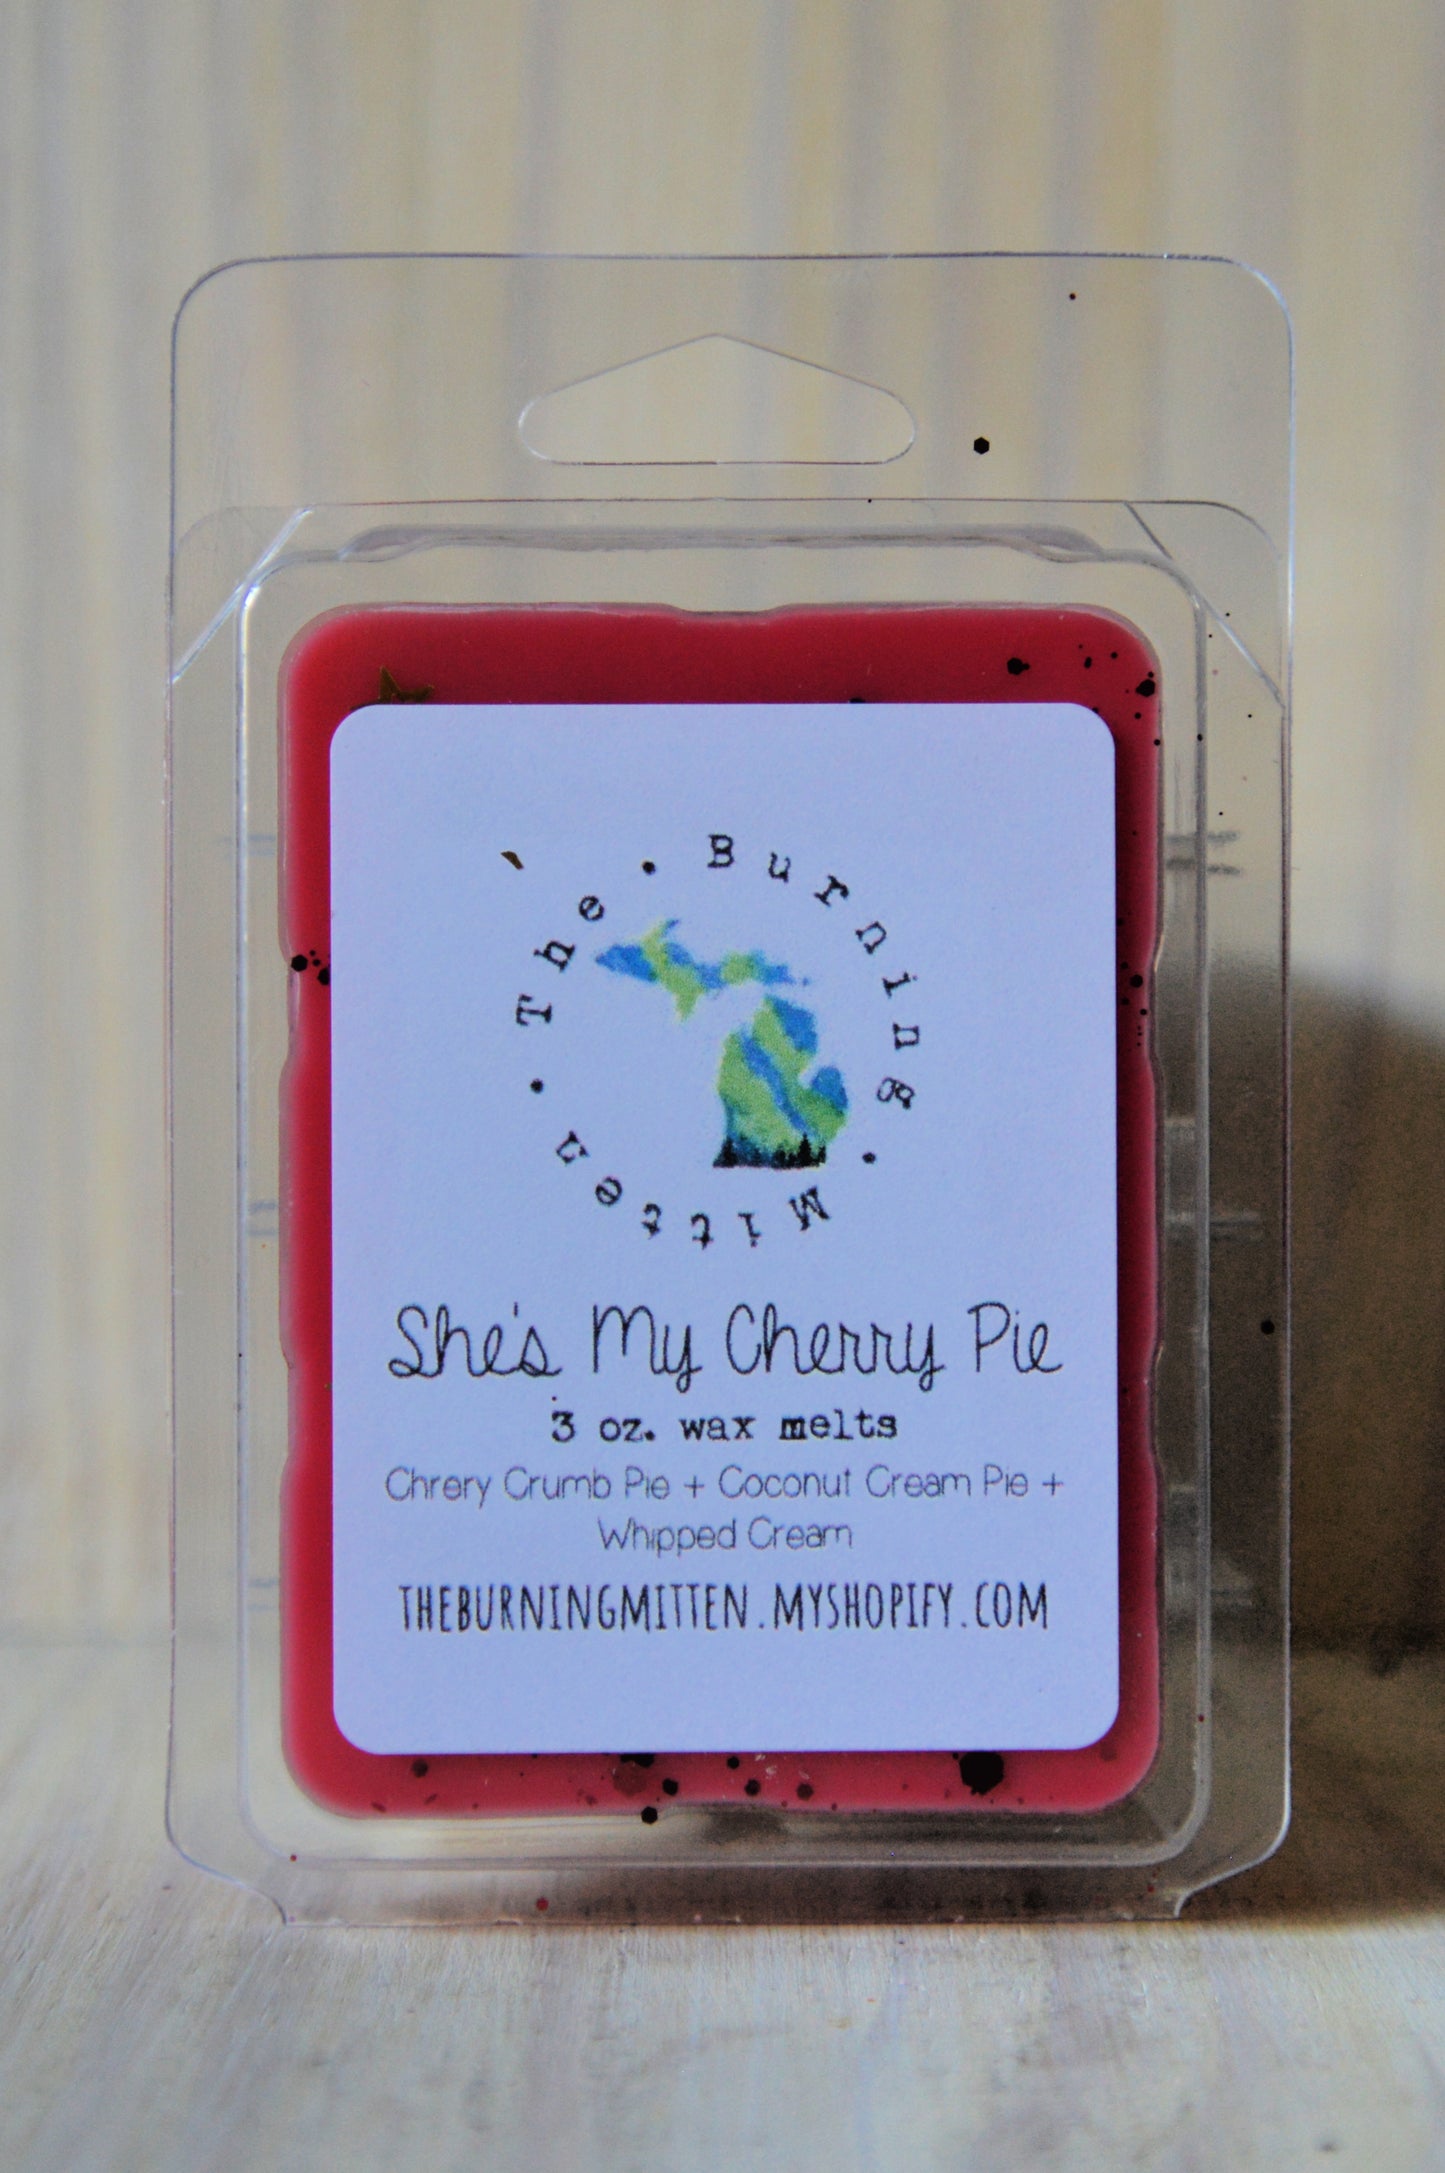 The • Burning • Mitten •
She's My Cherry Pie
3 oz. wax melts
Chrery Crumb Pie + Coconut Cream Pie +
Whipped Cream
THEBURNINGMITTEN.MYSHOPIFY.COM